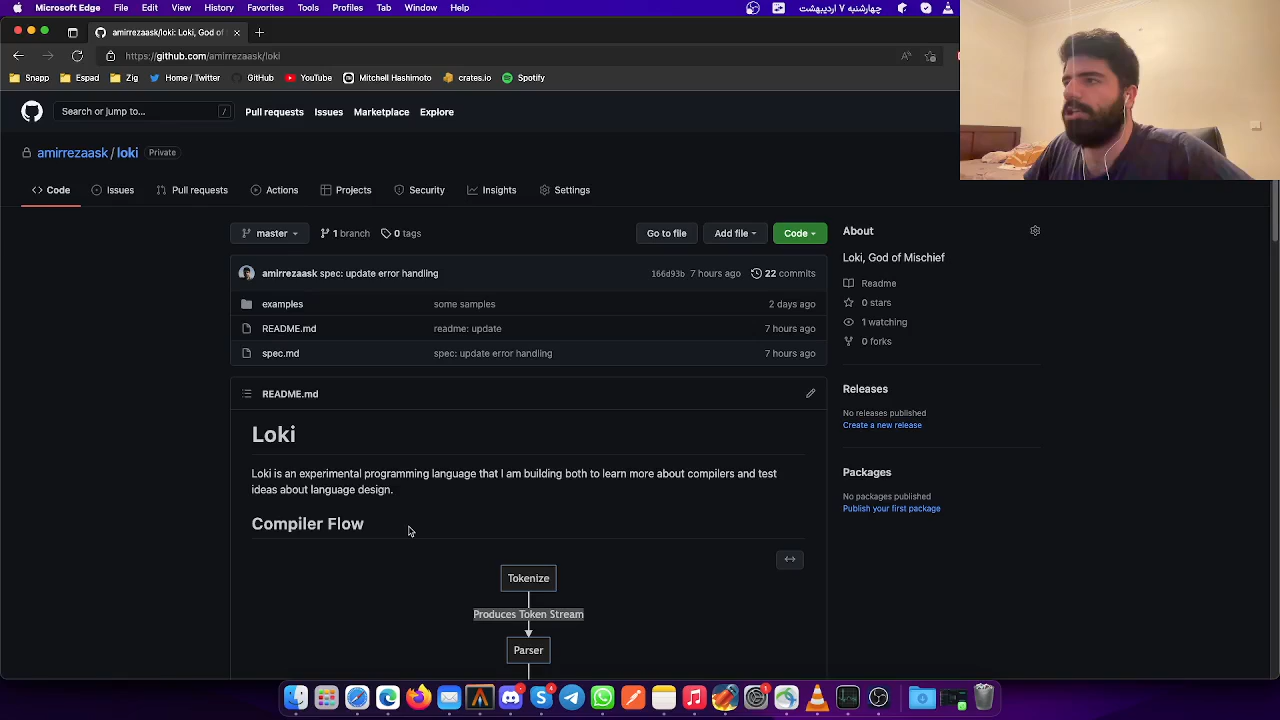 Microsoft Edge File Edit View History Favorites Tools Profiles Tab Window Help
چهارشنبه ۷ اردیبهشت
amirrezaask/loki: Loki, God of
https://github.com/amirrezaask/loki
Snapp Espad Zig Home / Twitter GitHub YouTube Mitchell Hashimoto crates.io Spotify
Search or jump to... / Pull requests Issues Marketplace Explore
amirrezaask / loki Private
Code Issues Pull requests Actions Projects Security Insights Settings
master 1 branch 0 tags Go to file Add file Code
amirrezaask spec: update error handling 166d93b 7 hours ago 22 commits
examples some samples 2 days ago
README.md readme: update 7 hours ago
spec.md spec: update error handling 7 hours ago
README.md
Loki
Loki is an experimental programming language that I am building both to learn more about compilers and test
ideas about language design.
Compiler Flow
Tokenize
Produces Token Stream
Parser
About
Loki, God of Mischief
Readme
0 stars
1 watching
0 forks
Releases
No releases published
Create a new release
Packages
No packages published
Publish your first package